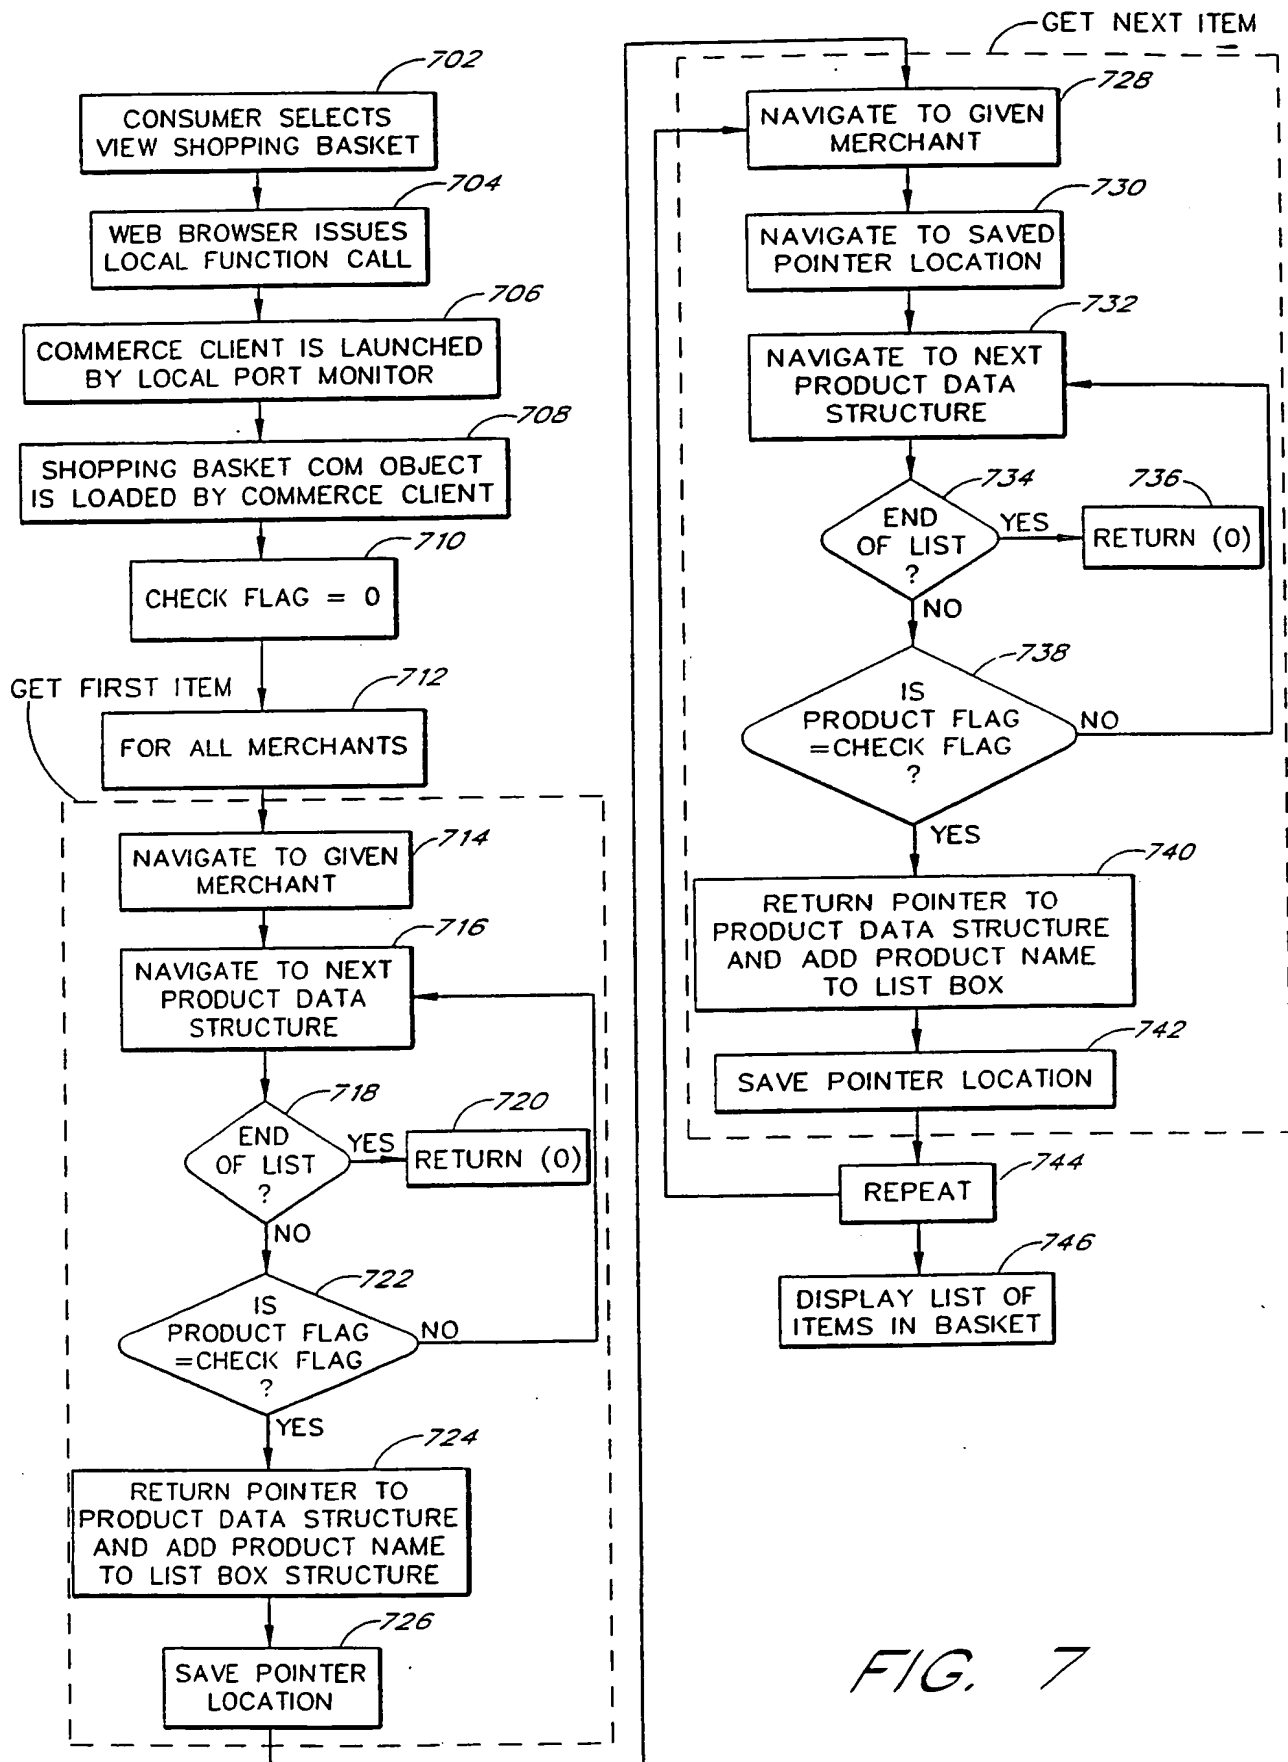 702
CONSUMER SELECTS
VIEW SHOPPING BASKET
704
WEB BROWSER ISSUES
LOCAL FUNCTION CALL
706
COMMERCE CLIENT IS LAUNCHED
BY LOCAL PORT MONITOR
708
SHOPPING BASKET COM OBJECT
IS LOADED BY COMMERCE CLIENT
710
CHECK FLAG = 0
GET FIRST ITEM
712
FOR ALL MERCHANTS
714
NAVIGATE TO GIVEN
MERCHANT
716
NAVIGATE TO NEXT
PRODUCT DATA
STRUCTURE
718
END
OF LIST
?
YES
720
RETURN (0)
NO
722
IS
PRODUCT FLAG
=CHECK FLAG
?
NO
YES
724
RETURN POINTER TO
PRODUCT DATA STRUCTURE
AND ADD PRODUCT NAME
TO LIST BOX STRUCTURE
726
SAVE POINTER
LOCATION
GET NEXT ITEM
728
NAVIGATE TO GIVEN
MERCHANT
730
NAVIGATE TO SAVED
POINTER LOCATION
732
NAVIGATE TO NEXT
PRODUCT DATA
STRUCTURE
734
END
OF LIST
?
YES
736
RETURN (0)
NO
738
IS
PRODUCT FLAG
=CHECK FLAG
?
NO
YES
740
RETURN POINTER TO
PRODUCT DATA STRUCTURE
AND ADD PRODUCT NAME
TO LIST BOX
742
SAVE POINTER LOCATION
744
REPEAT
746
DISPLAY LIST OF
ITEMS IN BASKET
FIG. 7